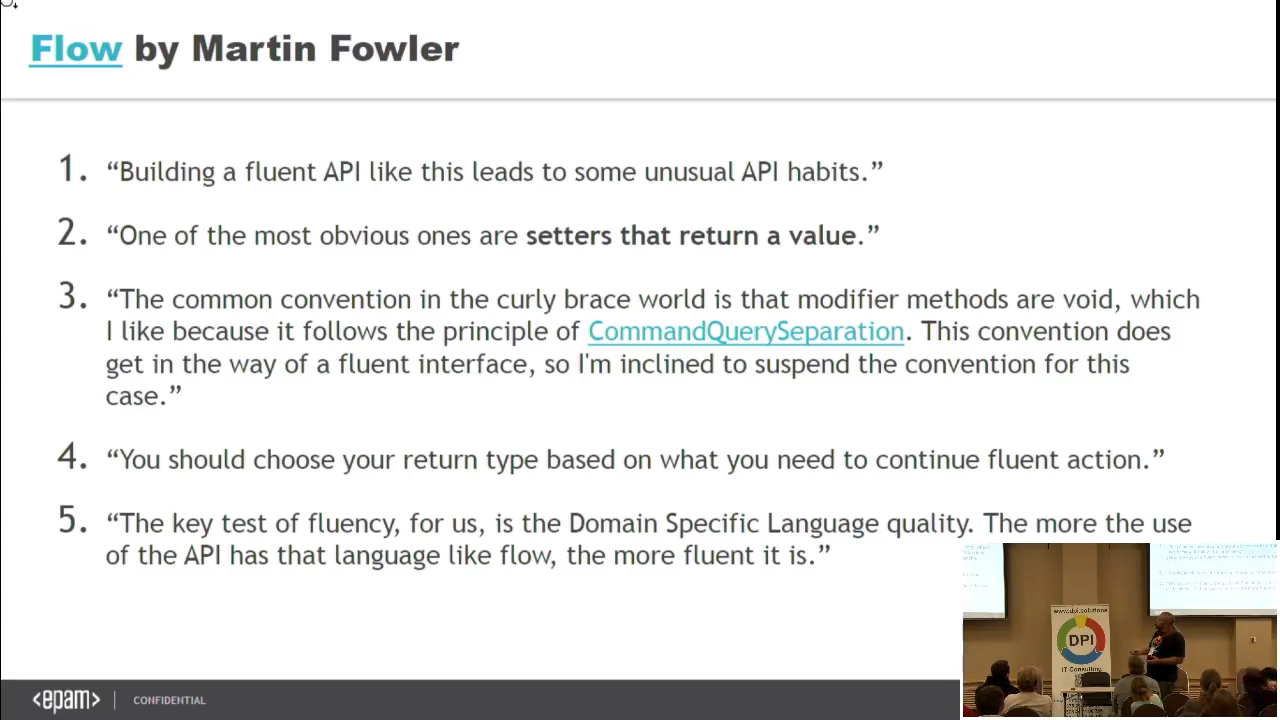 Flow by Martin Fowler
1. “Building a fluent API like this leads to some unusual API habits.”
2. “One of the most obvious ones are setters that return a value.”
3. “The common convention in the curly brace world is that modifier methods are void, which
I like because it follows the principle of CommandQuerySeparation. This convention does
get in the way of a fluent interface, so I'm inclined to suspend the convention for this
case.”
4. “You should choose your return type based on what you need to continue fluent action.”
5. “The key test of fluency, for us, is the Domain Specific Language quality. The more the use
of the API has that language like flow, the more fluent it is.”
www.dpi.solutions
DPI
IT Consulting
<epam> | CONFIDENTIAL